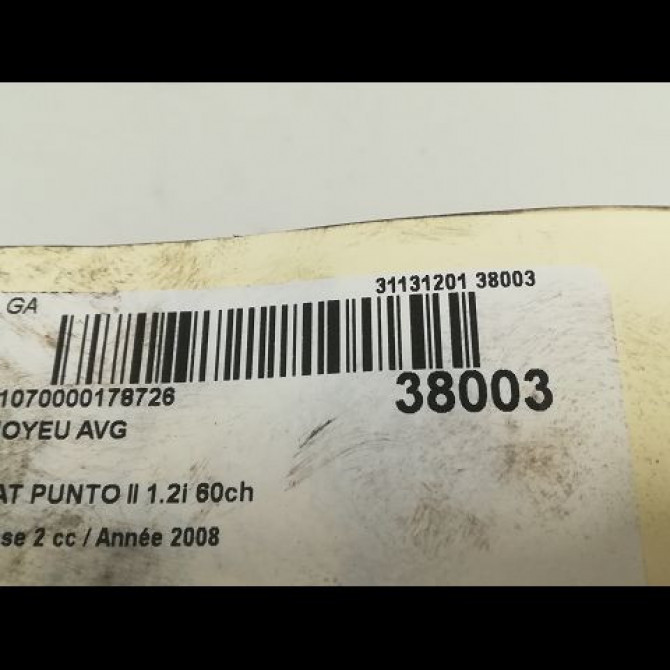 31131201 38003
GA
1070000178726
38003
OYEU AVG
AT PUNTO II 1.2i 60ch
se 2 cc / Année 2008